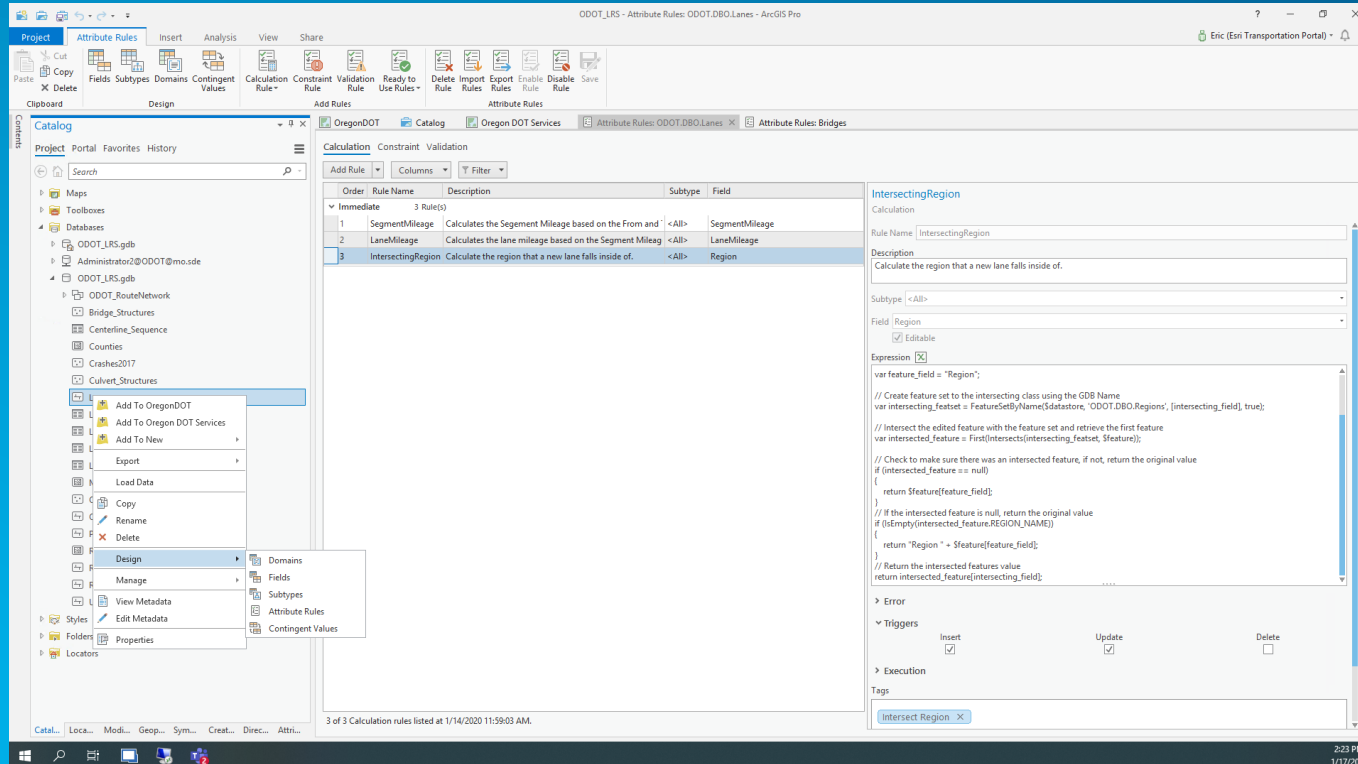 ODOT_LRS - Attribute Rules: ODOT.DBO.Lanes - ArcGIS Pro
?
Project Attribute Rules Insert Analysis View Share
Eric (Esri Transportation Portal)
Paste
Cut
Copy
Delete
Fields Subtypes Domains Contingent Values
Calculation Rule Constraint Rule Validation Rule Ready to Use Rules
Delete Rule Import Rules Export Rules Enable Rule Disable Rule Save
Clipboard Design Add Rules Attribute Rules
Contents
Catalog
Project Portal Favorites History
Search
Maps
Toolboxes
Databases
ODOT_LRS.gdb
Administrator2@ODOT@mo.sde
ODOT_LRS.gdb
ODOT_RouteNetwork
Bridge_Structures
Centerline_Sequence
Counties
Crashes2017
Culvert_Structures
Styles
Folders
Locators
Add To OregonDOT
Add To Oregon DOT Services
Add To New
Export
Load Data
Copy
Rename
Delete
Design
Manage
View Metadata
Edit Metadata
Properties
Domains
Fields
Subtypes
Attribute Rules
Contingent Values
Catal... Loca... Modi... Geop... Sym... Creat... Direc... Attri...
OregonDOT Catalog Oregon DOT Services Attribute Rules: ODOT.DBO.Lanes Attribute Rules: Bridges
Calculation Constraint Validation
Add Rule Columns Filter
Order Rule Name Description Subtype Field
Immediate 3 Rule(s)
1 SegmentMileage Calculates the Segement Mileage based on the From and <All> SegmentMileage
2 LaneMileage Calculates the lane mileage based on the Segment Mileag <All> LaneMileage
3 IntersectingRegion Calculate the region that a new lane falls inside of. <All> Region
3 of 3 Calculation rules listed at 1/14/2020 11:59:03 AM.
IntersectingRegion
Calculation
Rule Name IntersectingRegion
Description
Calculate the region that a new lane falls inside of.
Subtype <All>
Field Region
Editable
Expression
var feature_field = "Region";
// Create feature set to the intersecting class using the GDB Name
var intersecting_featset = FeatureSetByName($datastore, 'ODOT.DBO.Regions', [intersecting_field], true);
// Intersect the edited feature with the feature set and retrieve the first feature
var intersected_feature = First(Intersects(intersecting_featset, $feature));
// Check to make sure there was an intersected feature, if not, return the original value
if (intersected_feature == null)
{
return $feature[feature_field];
}
// If the intersected feature is null, return the original value
if (IsEmpty(intersected_feature.REGION_NAME))
{
return "Region " + $feature[feature_field];
}
// Return the intersected features value
return intersected_feature[intersecting_field];
Error
Triggers
Insert Update Delete
Execution
Tags
Intersect Region
2:23 P
1/17/20